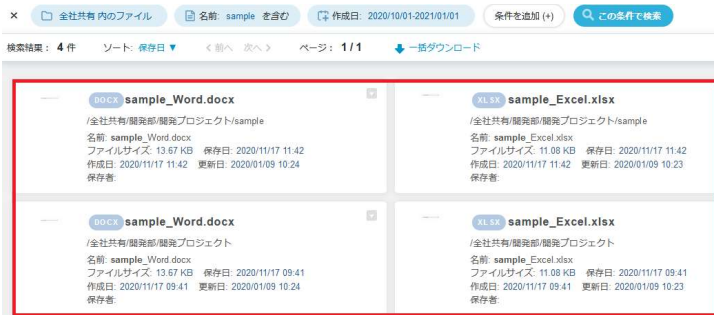 × 全社共有 内のファイル 名前: sample を含む 作成日: 2020/10/01-2021/01/01 条件を追加 (+) この条件で検索
検索結果： 4 件 ソート: 保存日 ▼ < 前へ 次へ > ページ： 1 / 1 一括ダウンロード
DOCX sample_Word.docx
/全社共有/開発部/開発プロジェクト/sample
名前: sample_Word.docx
ファイルサイズ: 13.67 KB 保存日: 2020/11/17 11:42
作成日: 2020/11/17 11:42 更新日: 2020/01/09 10:24
保存者:
XLSX sample_Excel.xlsx
/全社共有/開発部/開発プロジェクト/sample
名前: sample_Excel.xlsx
ファイルサイズ: 11.08 KB 保存日: 2020/11/17 11:42
作成日: 2020/11/17 11:42 更新日: 2020/01/09 10:23
保存者:
DOCX sample_Word.docx
/全社共有/開発部/開発プロジェクト
名前: sample_Word.docx
ファイルサイズ: 13.67 KB 保存日: 2020/11/17 09:41
作成日: 2020/11/17 09:41 更新日: 2020/01/09 10:24
保存者:
XLSX sample_Excel.xlsx
/全社共有/開発部/開発プロジェクト
名前: sample_Excel.xlsx
ファイルサイズ: 11.08 KB 保存日: 2020/11/17 09:41
作成日: 2020/11/17 09:41 更新日: 2020/01/09 10:23
保存者: